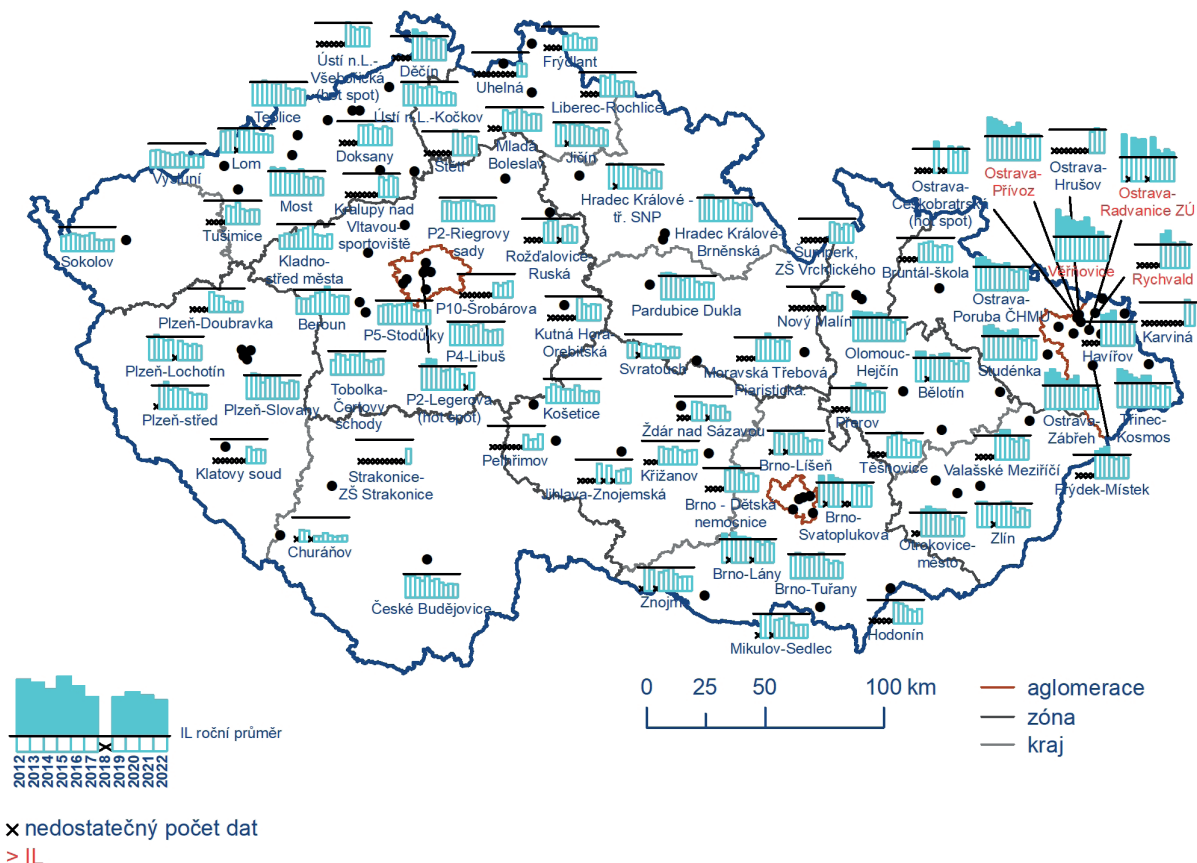 Ústí n.L.-
Všebořická
(hot spot)
Děčín
Uhelná
Frýdlant
Liberec-Rochlice
Teplice
Ústí n.L.-Kočkov
Lom
Výsluní
Doksany
Štětí
Mladá
Boleslav
Jičín
Most
Kralupy nad
Vltavou-
sportoviště
Hradec Králové -
tř. SNP
Hradec Králové-
Brněnská
Tušimice
Sokolov
Kladno-
střed města
P2-Riegrovy
sady
Rožďalovice-
Ruská
Šumperk,
ZŠ Vrchlického
Bruntál-škola
Ostrava-
Českobratrská
(hot spot)
Ostrava-
Přívoz
Ostrava-
Hrušov
Ostrava-
Radvanice ZÚ
Věřňovice
Rychvald
Plzeň-Doubravka
Beroun
P5-Stodůlky
P10-Šrobárova
P4-Libuš
Kutná Hora-
Orebitská
Pardubice Dukla
Nový Malín
Ostrava-
Poruba ČHMÚ
Havířov
Karviná
Plzeň-Lochotín
Plzeň-střed
Plzeň-Slovany
Tobolka-
Čertovy
schody
P2-Legerova
(hot spot)
Svratouch
Moravská Třebová,
Piaristická.
Olomouc-
Hejčín
Bělotín
Studénka
Ostrava-
Zábřeh
Třinec-
Kosmos
Košetice
Žďár nad Sázavou
Přerov
Klatovy soud
Strakonice-
ZŠ Strakonice
Pelhřimov
Jihlava-Znojemská
Křižanov
Brno-Líšeň
Těšnovice
Valašské Meziříčí
Frýdek-Místek
Brno - Dětská
nemocnice
Brno-
Svatoplukova
Churáňov
Brno-Lány
Otrokovice-
město
Zlín
České Budějovice
Znojmo
Brno-Tuřany
Mikulov-Sedlec
Hodonín
IL roční průměr
2012 2013 2014 2015 2016 2017 2018 2019 2020 2021 2022
0 25 50 100 km
aglomerace
zóna
kraj
x nedostatečný počet dat
> IL